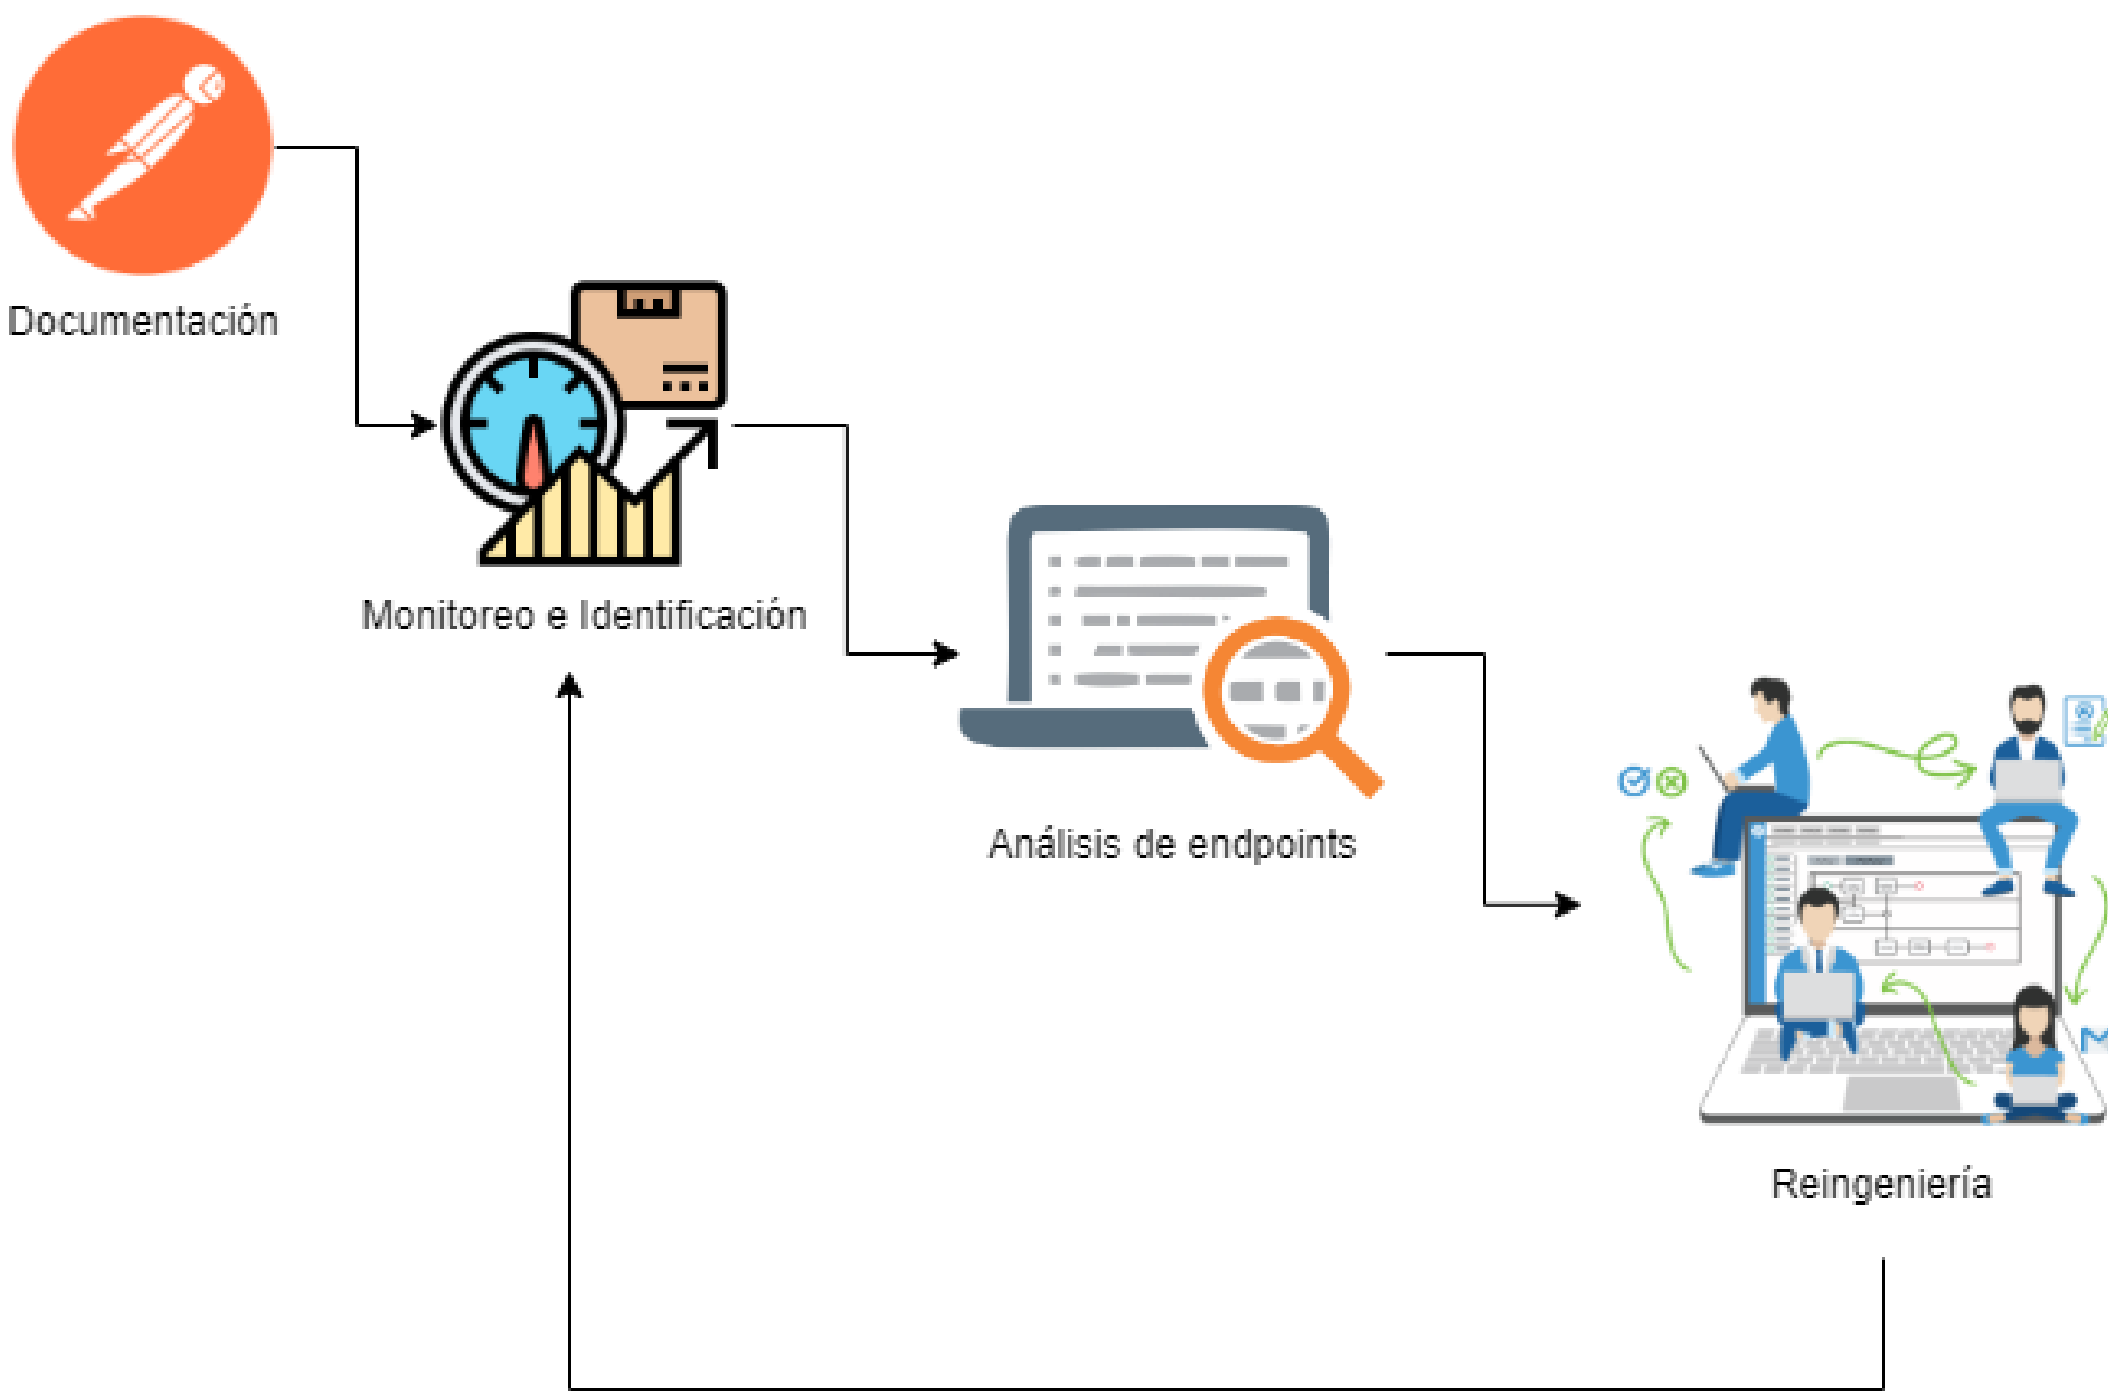 Documentación
Monitoreo e Identificación
Análisis de endpoints
Reingeniería